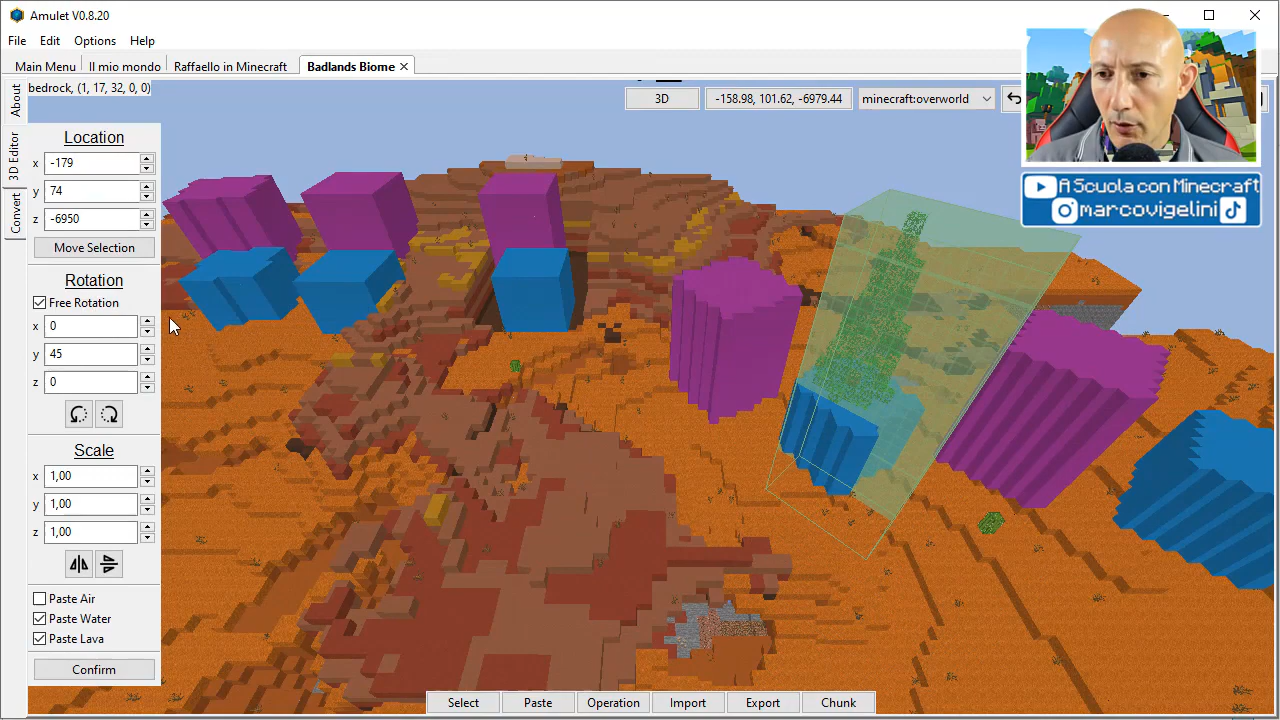 Amulet V0.8.20
File Edit Options Help
Main Menu Il mio mondo Raffaello in Minecraft Badlands Biome
bedrock, (1, 17, 32, 0, 0)
3D -158.98, 101.62, -6979.44 minecraft:overworld
About
3D Editor
Convert
Location
x -179
y 74
z -6950
Move Selection
Rotation
Free Rotation
x 0
y 45
z 0
Scale
x 1,00
y 1,00
z 1,00
Paste Air
Paste Water
Paste Lava
Confirm
Select Paste Operation Import Export Chunk
A Scuola con Minecraft
marcovigelini